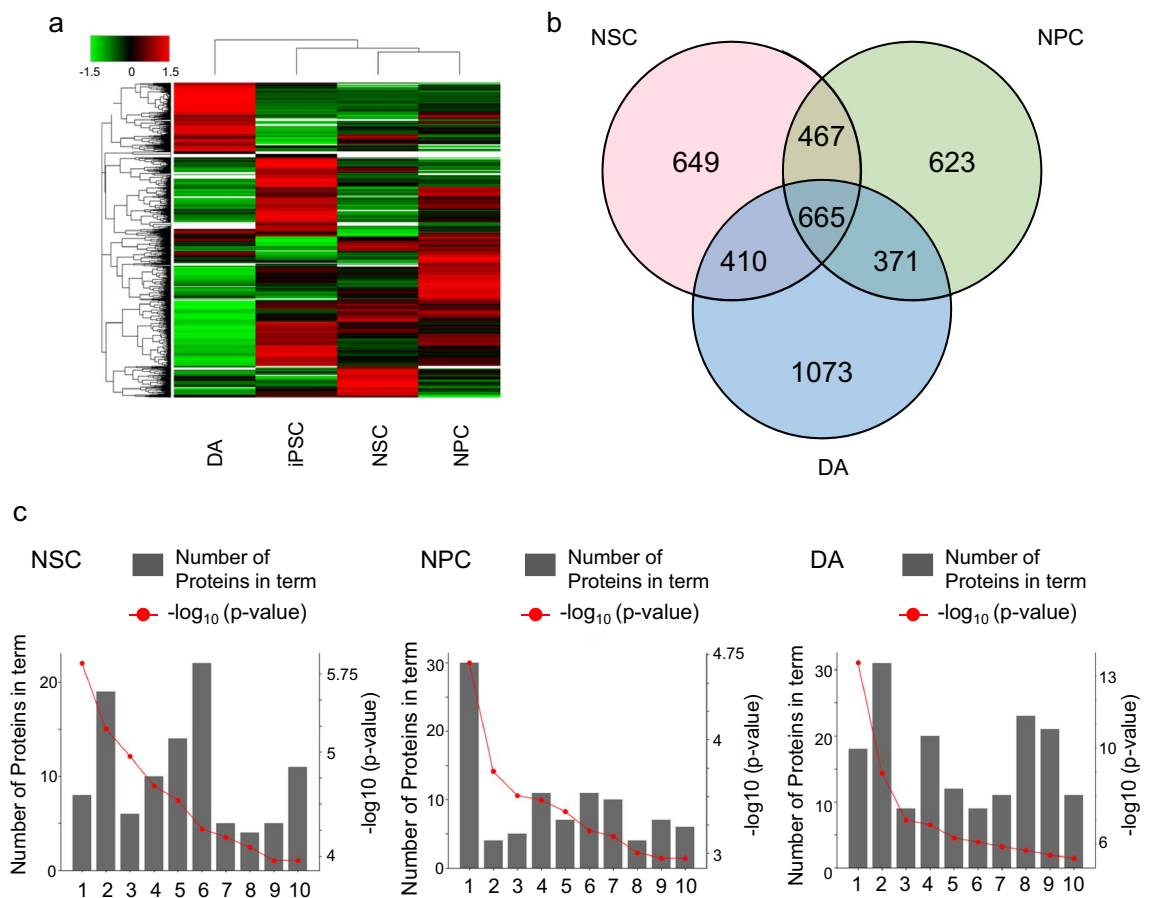 a
-1.5 0 1.5
DA
iPSC
NSC
NPC
b
NSC
NPC
467
649
623
665
410
371
1073
DA
c
NSC
Number of
Proteins in term
-log10 (p-value)
Number of Proteins in term
20
10
0
5.75
5
4
-log10 (p-value)
1 2 3 4 5 6 7 8 9 10
NPC
Number of
Proteins in term
-log10 (p-value)
Number of Proteins in term
30
20
10
0
4.75
4
3
-log10 (p-value)
1 2 3 4 5 6 7 8 9 10
DA
Number of
Proteins in term
-log10 (p-value)
Number of Proteins in term
30
20
10
0
13
10
6
-log10 (p-value)
1 2 3 4 5 6 7 8 9 10